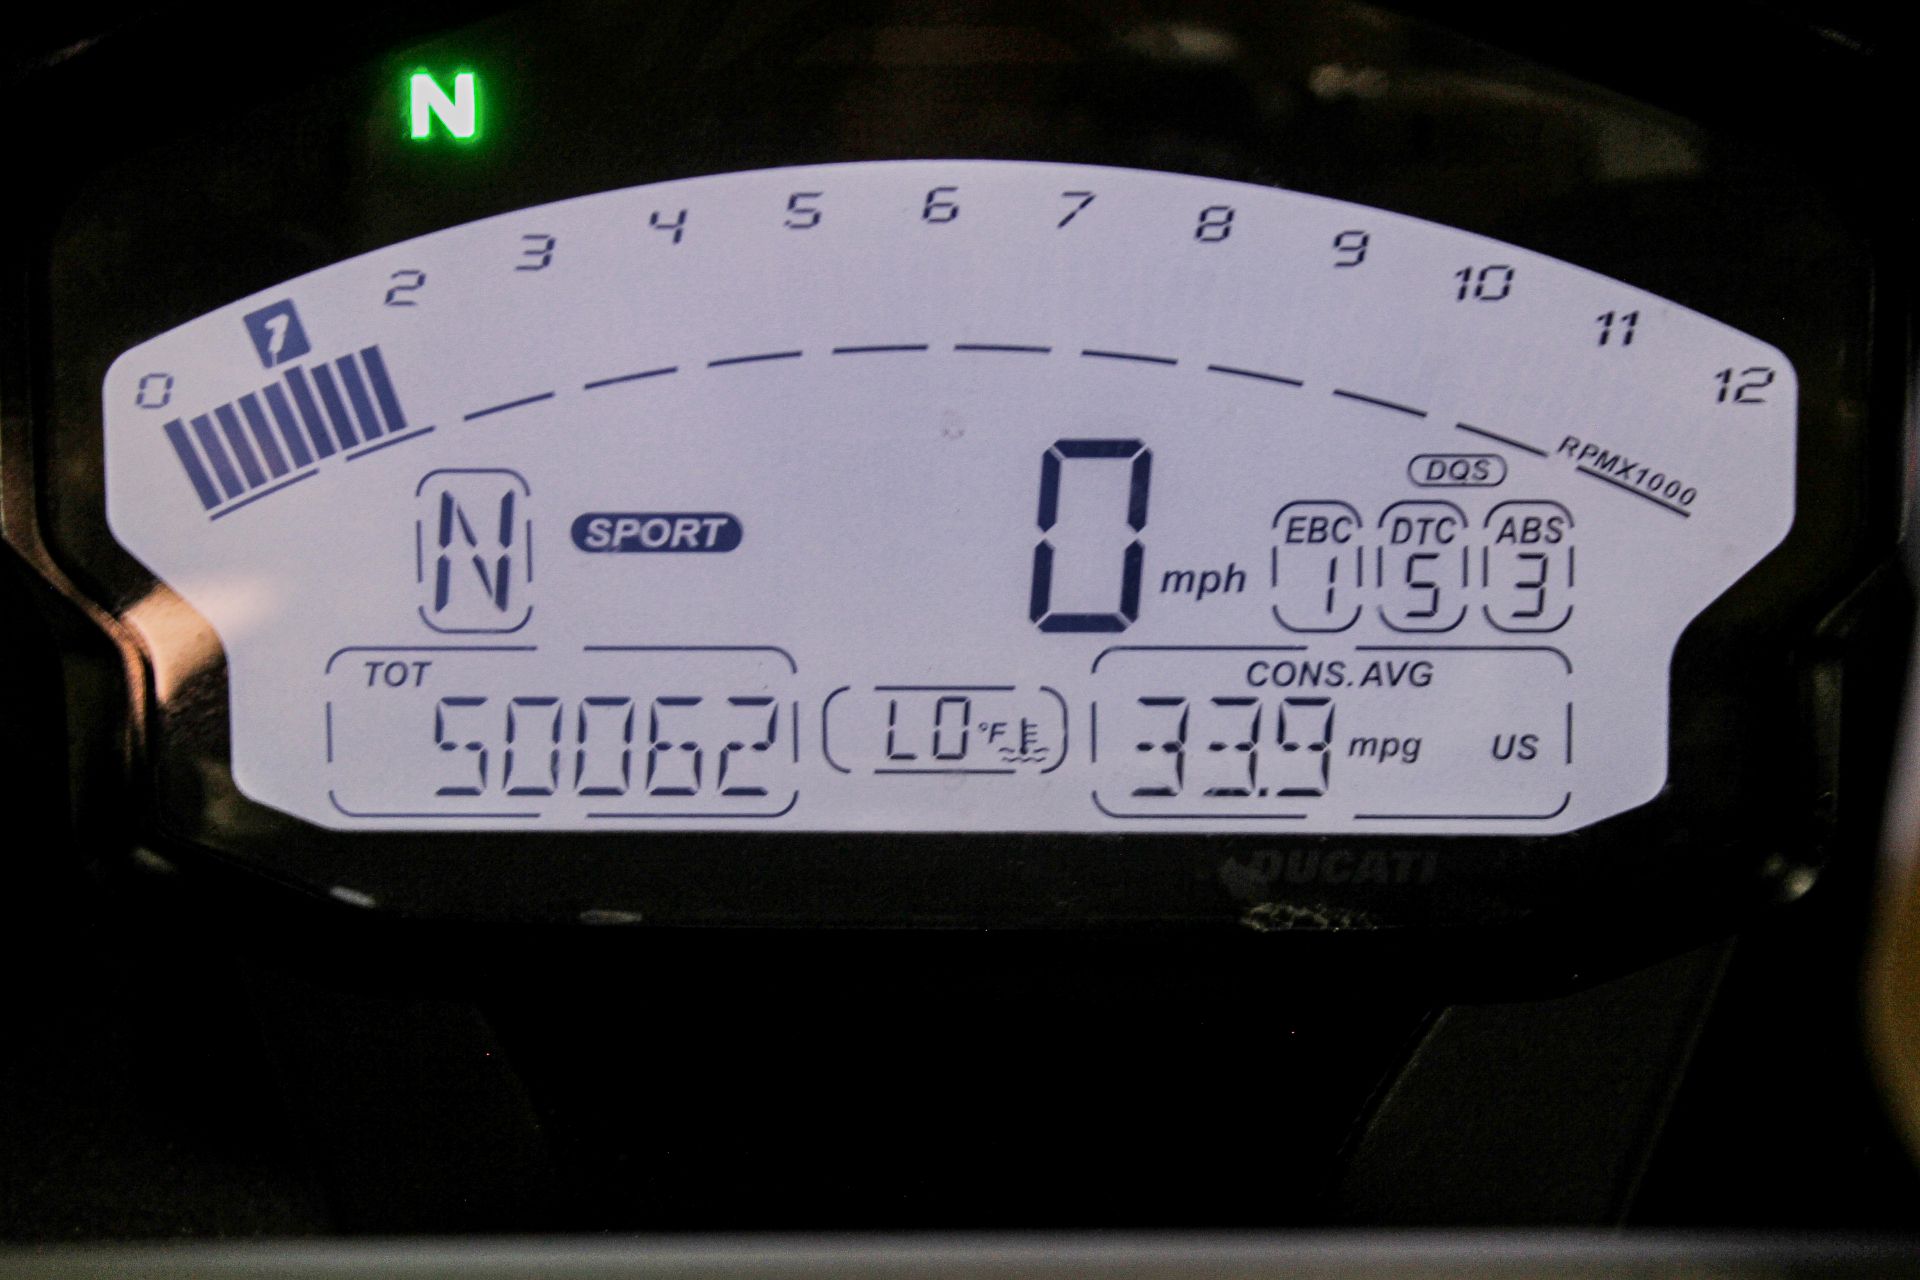 N
0 1 2 3 4 5 6 7 8 9 10 11 12
RPMX1000
DQS
N SPORT 0 mph
EBC DTC ABS
1 5 3
TOT
50062
LO °F
CONS. AVG
33.9 mpg US
DUCATI